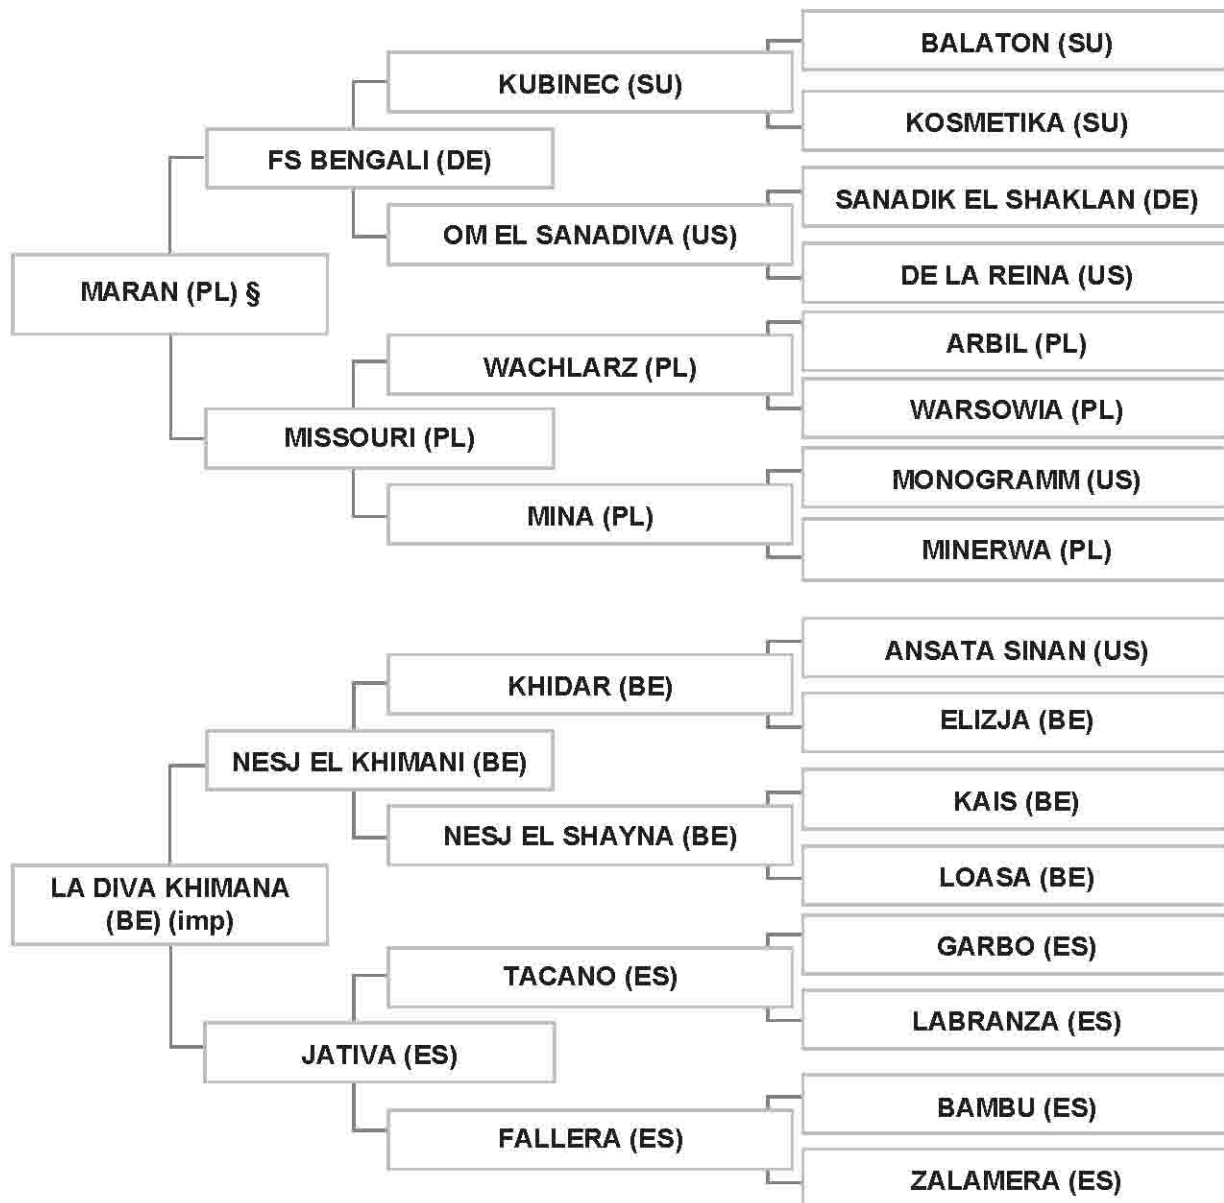 BALATON (SU)
KUBINEC (SU)
KOSMETIKA (SU)
FS BENGALI (DE)
SANADIK EL SHAKLAN (DE)
OM EL SANADIVA (US)
DE LA REINA (US)
MARAN (PL) §
ARBIL (PL)
WACHLARZ (PL)
WARSOWIA (PL)
MISSOURI (PL)
MONOGRAMM (US)
MINA (PL)
MINERWA (PL)
ANSATA SINAN (US)
KHIDAR (BE)
ELIZJA (BE)
NESJ EL KHIMANI (BE)
KAIS (BE)
NESJ EL SHAYNA (BE)
LOASA (BE)
LA DIVA KHIMANA
(BE) (imp)
GARBO (ES)
TACANO (ES)
LABRANZA (ES)
JATIVA (ES)
BAMBU (ES)
FALLERA (ES)
ZALAMERA (ES)